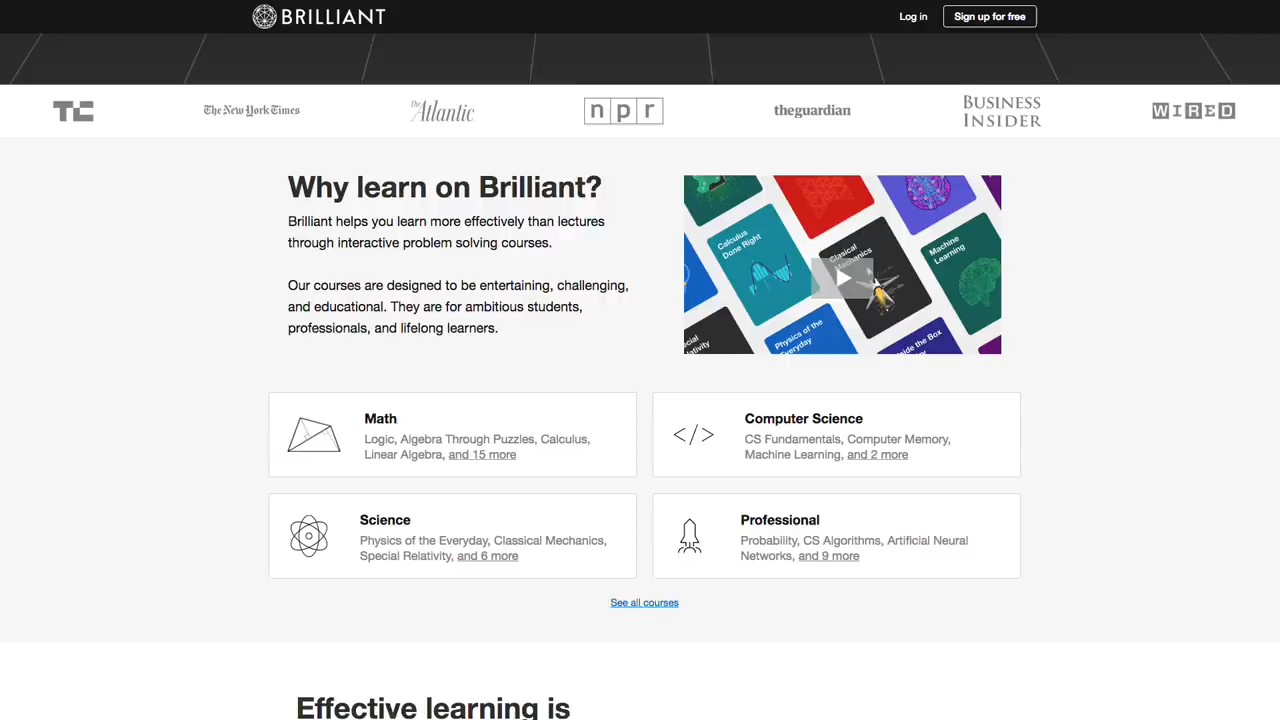 BRILLIANT
Log in
Sign up for free
TC
The New York Times
The Atlantic
npr
theguardian
BUSINESS
INSIDER
WIRED
Why learn on Brilliant?
Brilliant helps you learn more effectively than lectures
through interactive problem solving courses.
Our courses are designed to be entertaining, challenging,
and educational. They are for ambitious students,
professionals, and lifelong learners.
Calculus
Done Right
Clasical
Mechanics
Machine
Learning
Physics of the
Everyday
the Box
Math
Logic, Algebra Through Puzzles, Calculus,
Linear Algebra, and 15 more
Computer Science
CS Fundamentals, Computer Memory,
Machine Learning, and 2 more
Science
Physics of the Everyday, Classical Mechanics,
Special Relativity, and 6 more
Professional
Probability, CS Algorithms, Artificial Neural
Networks, and 9 more
See all courses
Effective learning is